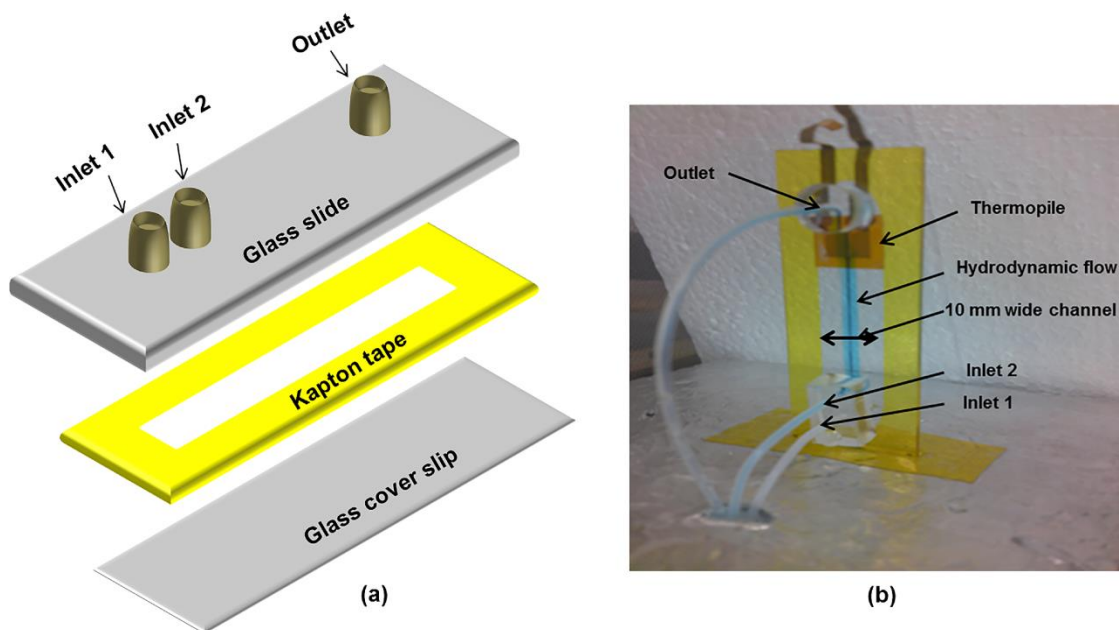 Outlet
Inlet 2
Inlet 1
Glass slide
Kapton tape
Glass cover slip
(a)
Outlet
Thermopile
Hydrodynamic flow
10 mm wide channel
Inlet 2
Inlet 1
(b)